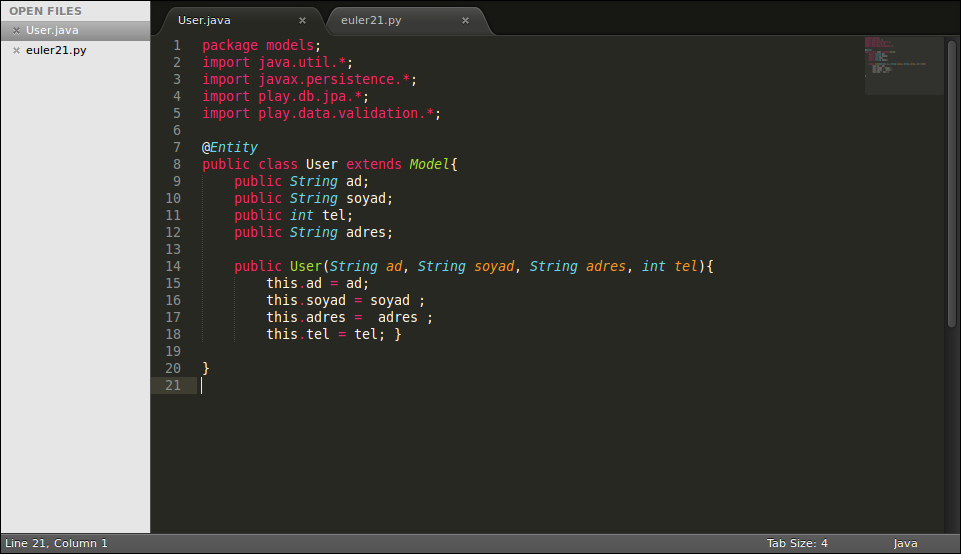 OPEN FILES
× User.java
× euler21.py
User.java ×
euler21.py ×
1 package models;
2 import java.util.*;
3 import javax.persistence.*;
4 import play.db.jpa.*;
5 import play.data.validation.*;
6
7 @Entity
8 public class User extends Model{
9     public String ad;
10     public String soyad;
11     public int tel;
12     public String adres;
13
14     public User(String ad, String soyad, String adres, int tel){
15         this.ad = ad;
16         this.soyad = soyad ;
17         this.adres =  adres ;
18         this.tel = tel; }
19
20 }
21
Line 21, Column 1
Tab Size: 4
Java